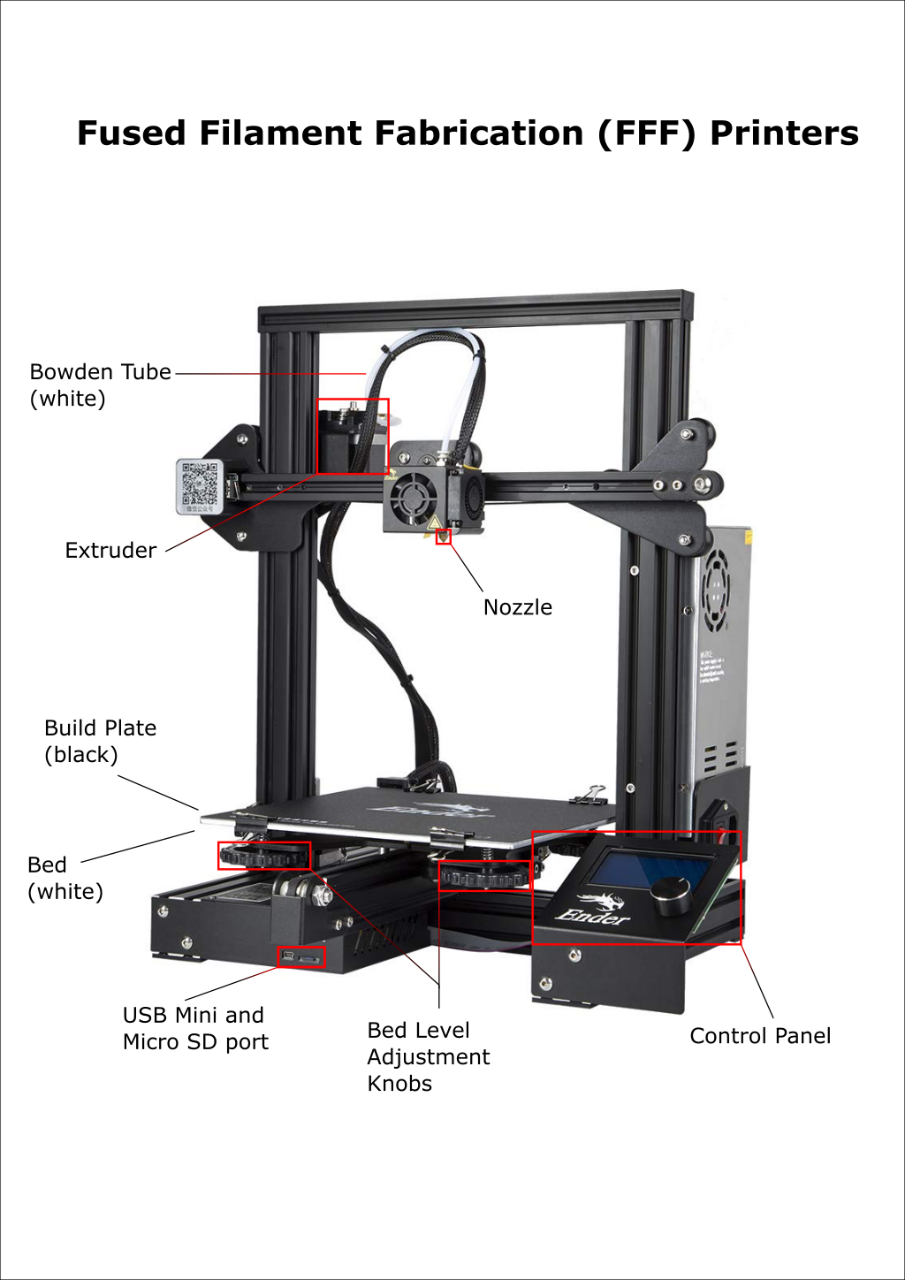 Fused Filament Fabrication (FFF) Printers
Bowden Tube
(white)
Extruder
Nozzle
Build Plate
(black)
Ender
Bed
(white)
Ender
USB Mini and
Micro SD port
Bed Level
Adjustment
Knobs
Control Panel